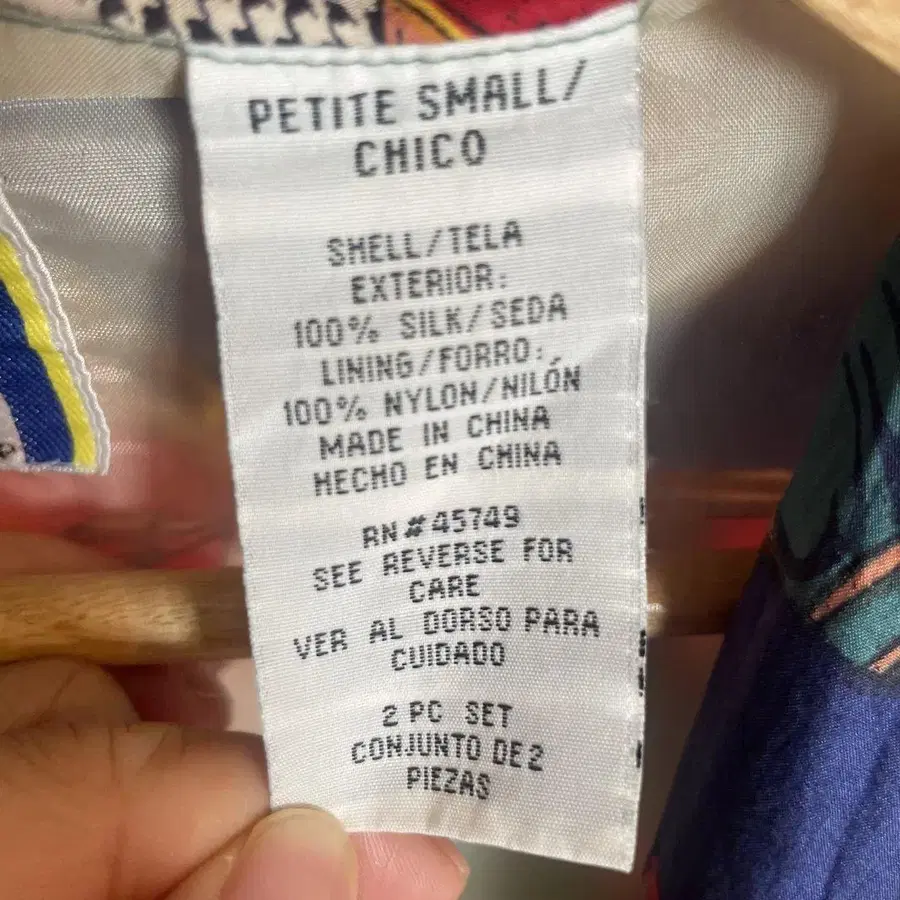 PETITE SMALL/
CHICO
SHELL/TELA
EXTERIOR:
100% SILK/SEDA
LINING/FORRO:
100% NYLON/NILÓN
MADE IN CHINA
HECHO EN CHINA
RN#45749
SEE REVERSE FOR
CARE
VER AL DORSO PARA
CUIDADO
2 PC SET
CONJUNTO DE 2
PIEZAS